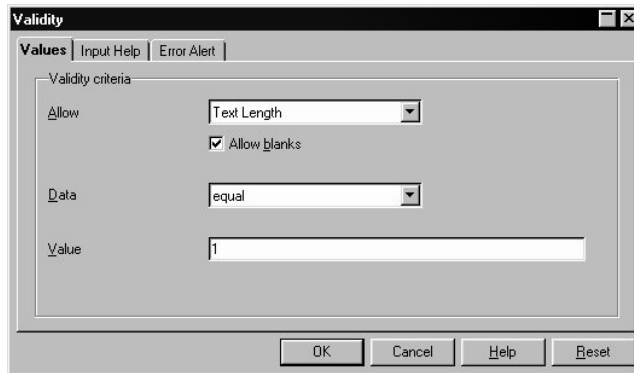 Validity
Values Input Help Error Alert
Validity criteria
Allow Text Length
Allow blanks
Data equal
Value 1
OK Cancel Help Reset